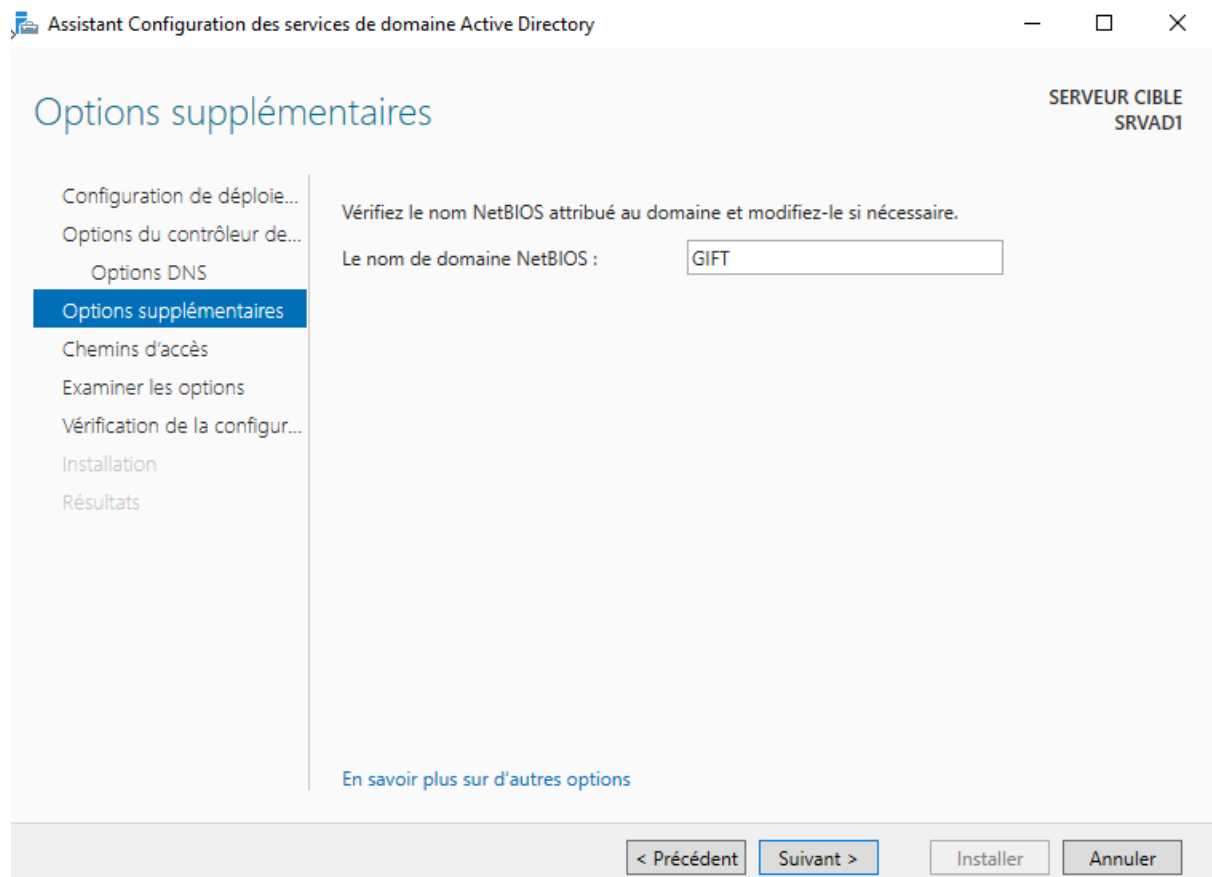 Assistant Configuration des services de domaine Active Directory
Options supplémentaires
SERVEUR CIBLE
SRVAD1
Configuration de déploie...
Options du contrôleur de...
Options DNS
Options supplémentaires
Chemins d'accès
Examiner les options
Vérification de la configur...
Installation
Résultats
Vérifiez le nom NetBIOS attribué au domaine et modifiez-le si nécessaire.
Le nom de domaine NetBIOS : GIFT
En savoir plus sur d'autres options
< Précédent Suivant > Installer Annuler